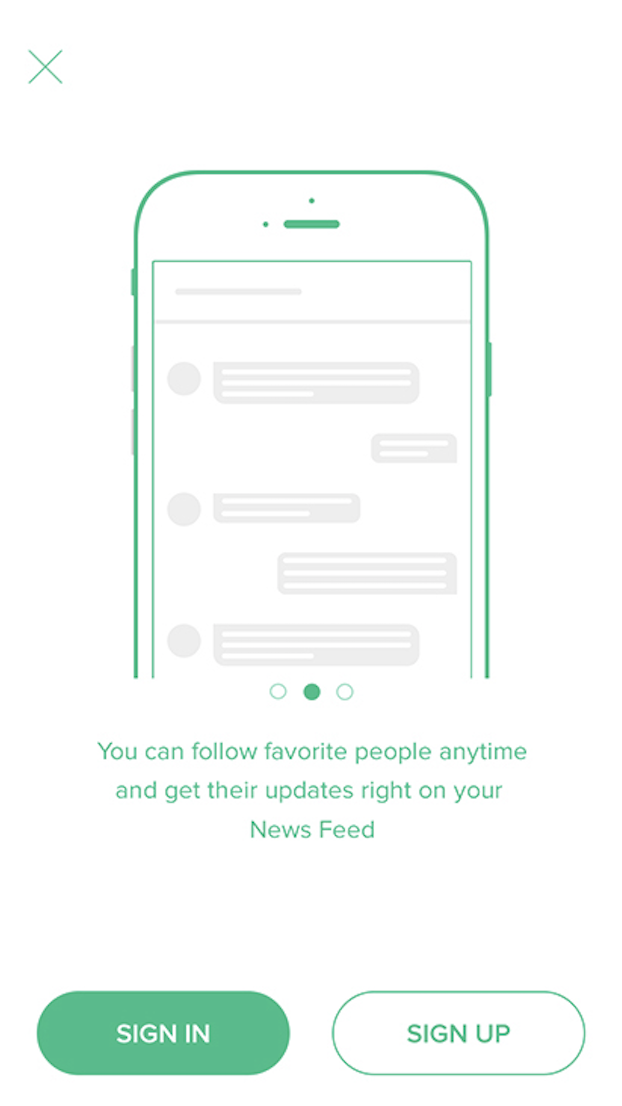 You can follow favorite people anytime
and get their updates right on your
News Feed
SIGN IN
SIGN UP